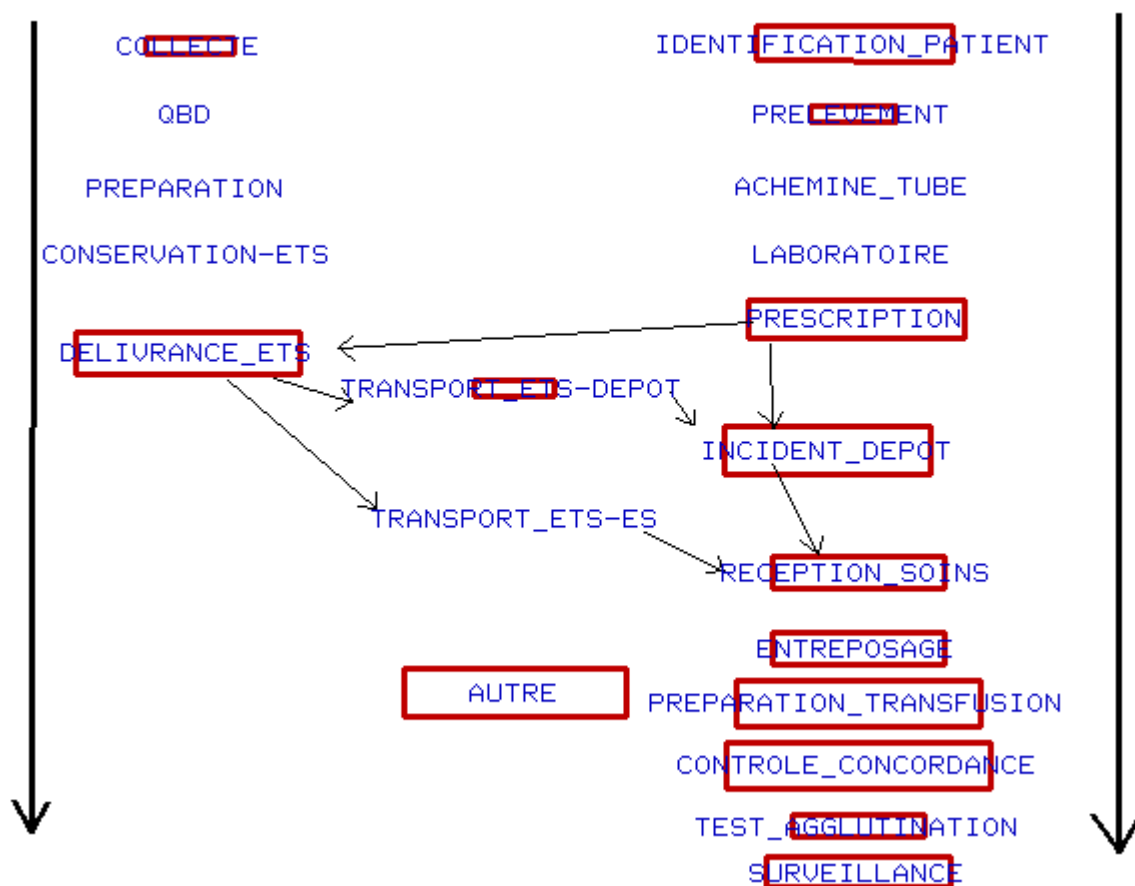 COLLECTE
IDENTIFICATION_PATIENT
QBD
PRELEVEMENT
PREPARATION
ACHEMINE_TUBE
CONSERVATION-ETS
LABORATOIRE
PRESCRIPTION
DELIVRANCE_ETS
TRANSPORT_ETS-DEPOT
INCIDENT_DEPOT
TRANSPORT_ETS-ES
RECEPTION_SOINS
ENTREPOSAGE
AUTRE
PREPARATION_TRANSFUSION
CONTROLE_CONCORDANCE
TEST_AGGLUTINATION
SURVEILLANCE